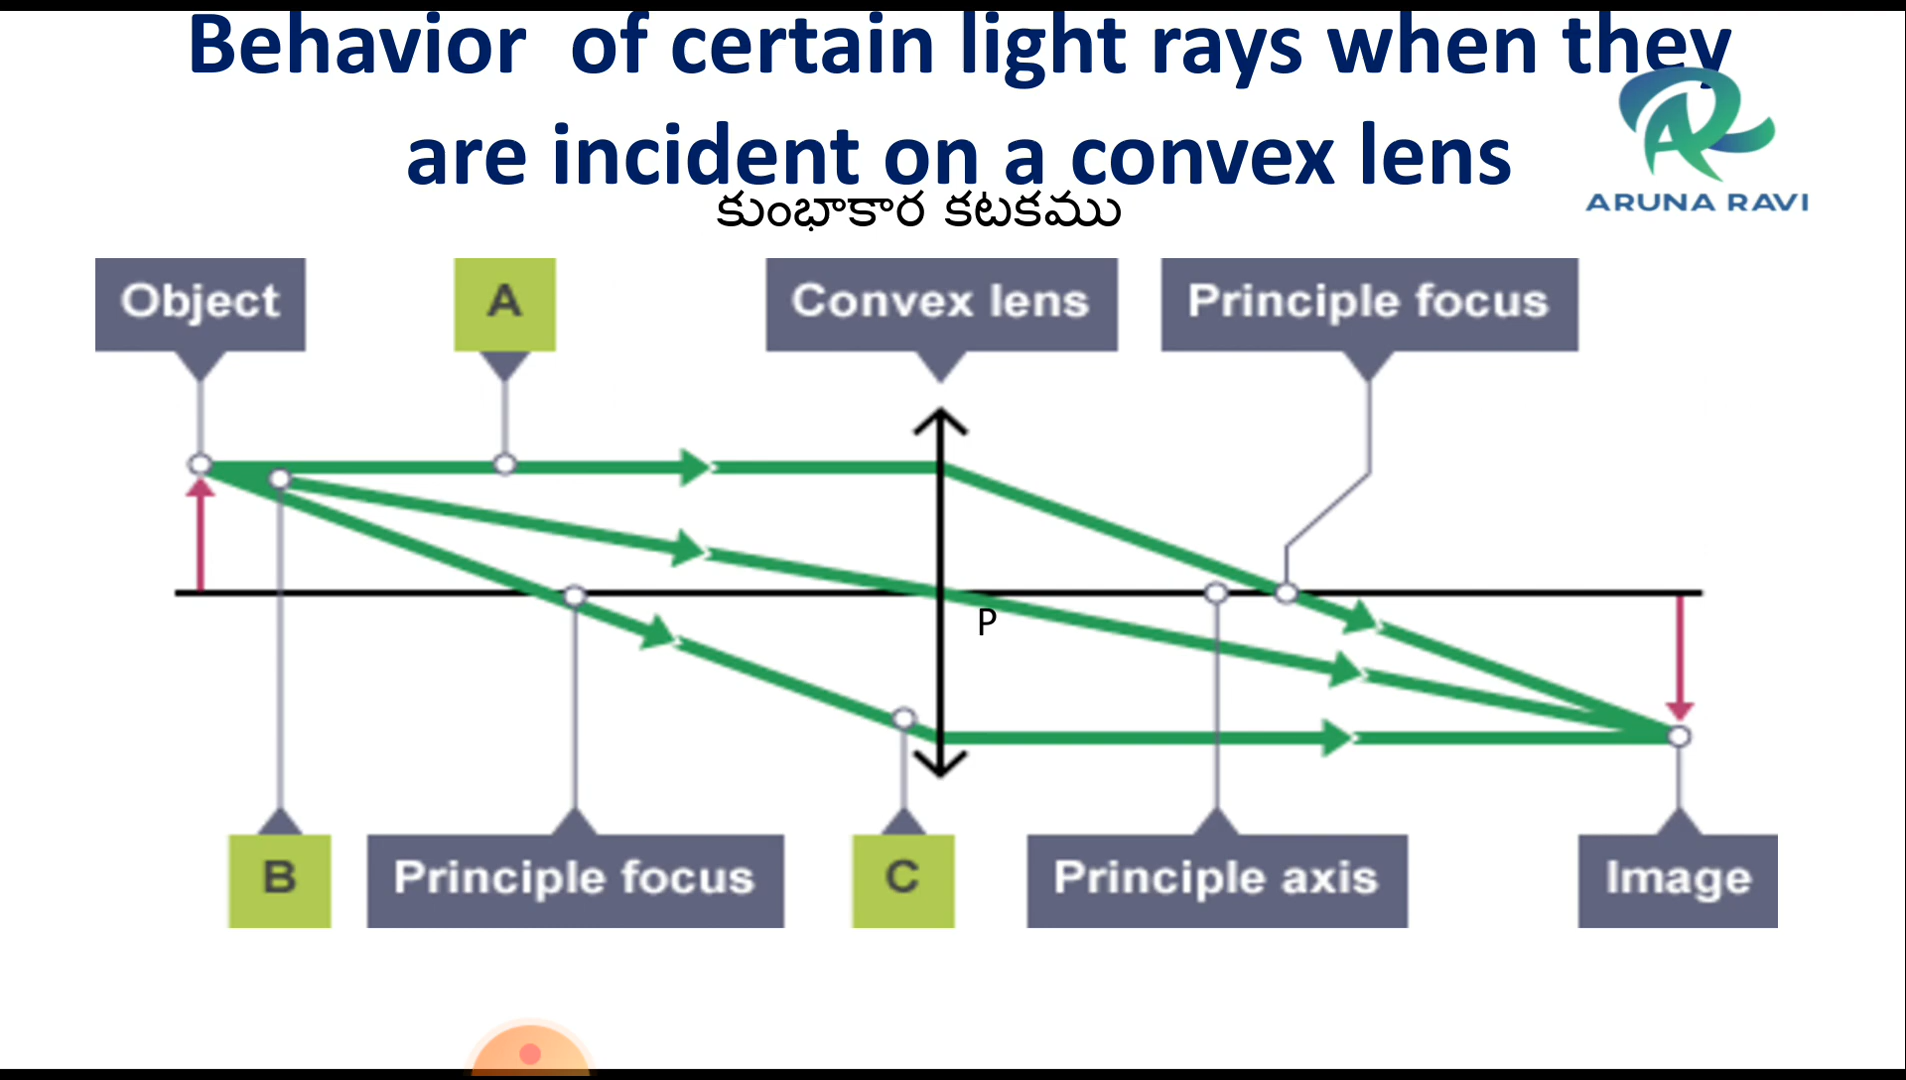 Behavior of certain light rays when they
are incident on a convex lens
ARUNA RAVI
కుంభాకార కటకము
Object
A
Convex lens
Principle focus
P
B
Principle focus
C
Principle axis
Image